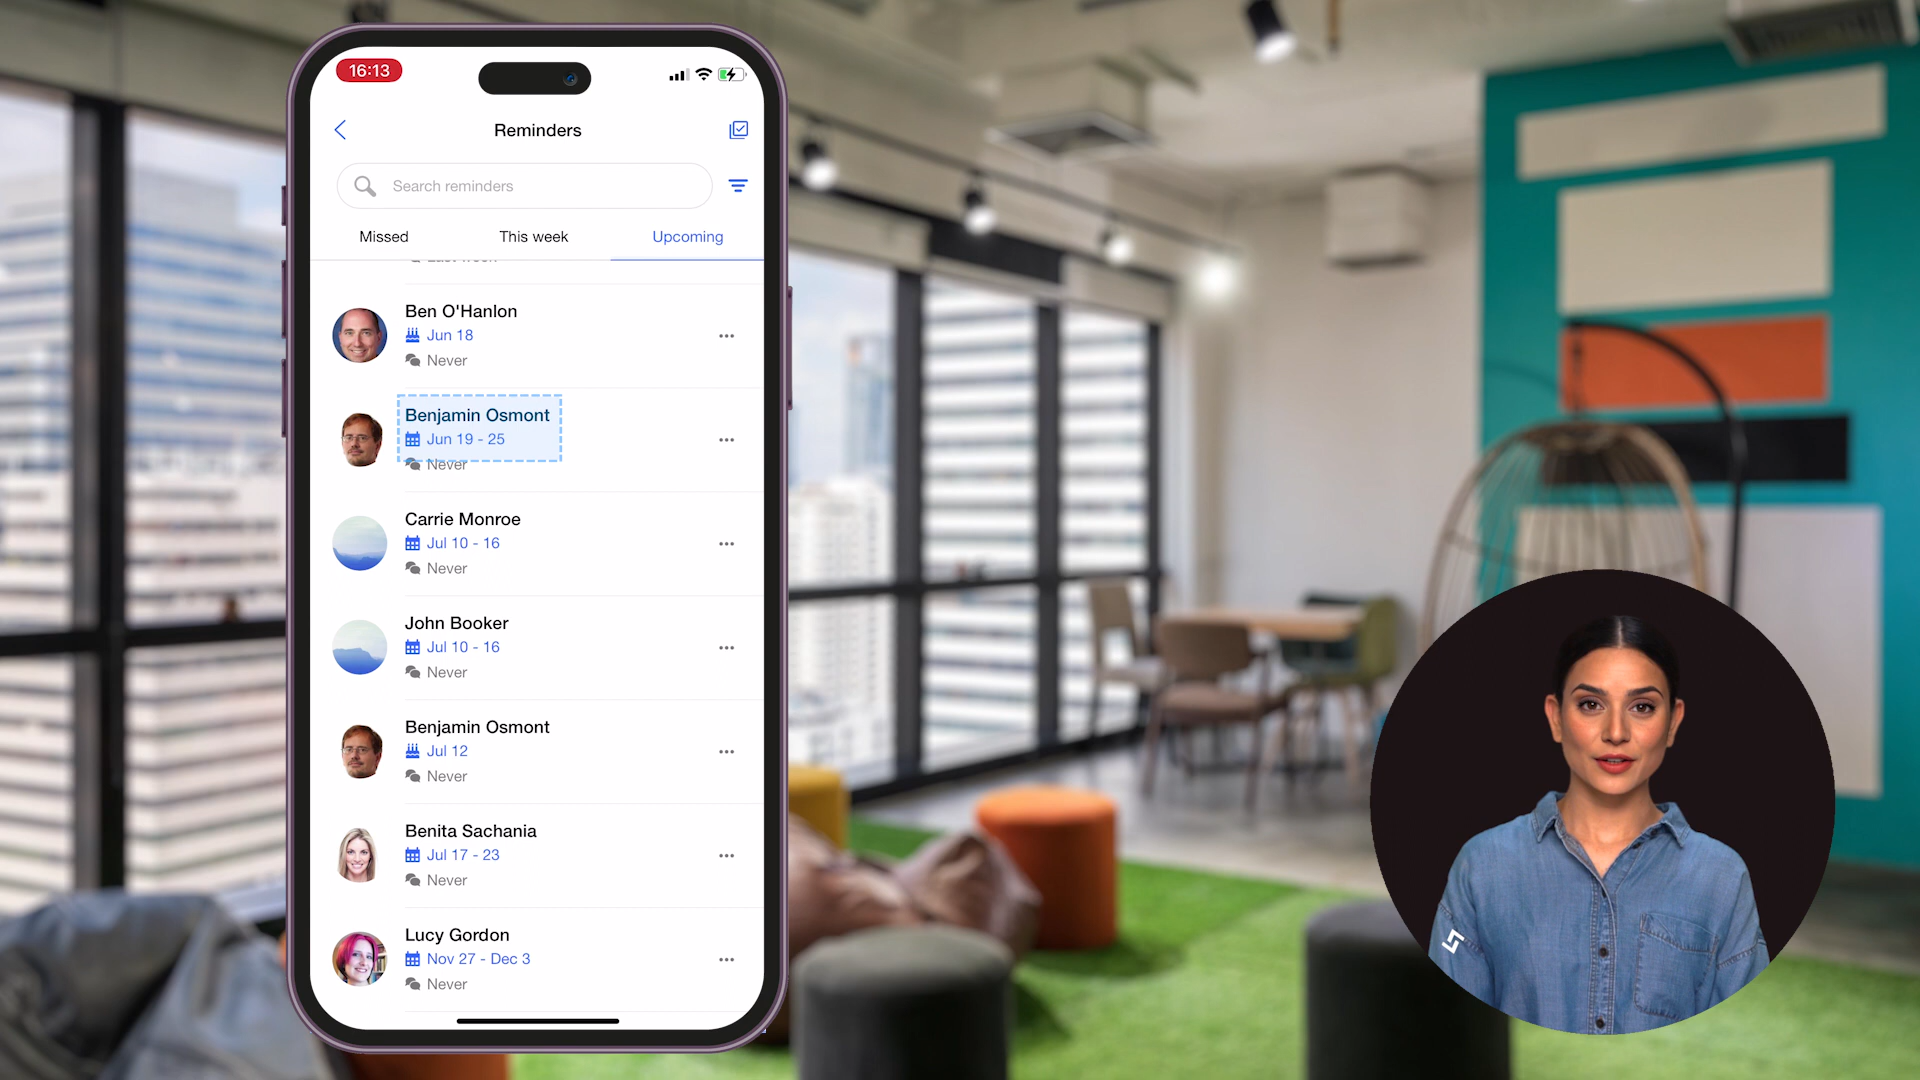 16:13
Reminders
Search reminders
Missed
This week
Upcoming
Ben O'Hanlon
Jun 18
Never
Benjamin Osmont
Jun 19 - 25
Never
Carrie Monroe
Jul 10 - 16
Never
John Booker
Jul 10 - 16
Never
Benjamin Osmont
Jul 12
Never
Benita Sachania
Jul 17 - 23
Never
Lucy Gordon
Nov 27 - Dec 3
Never